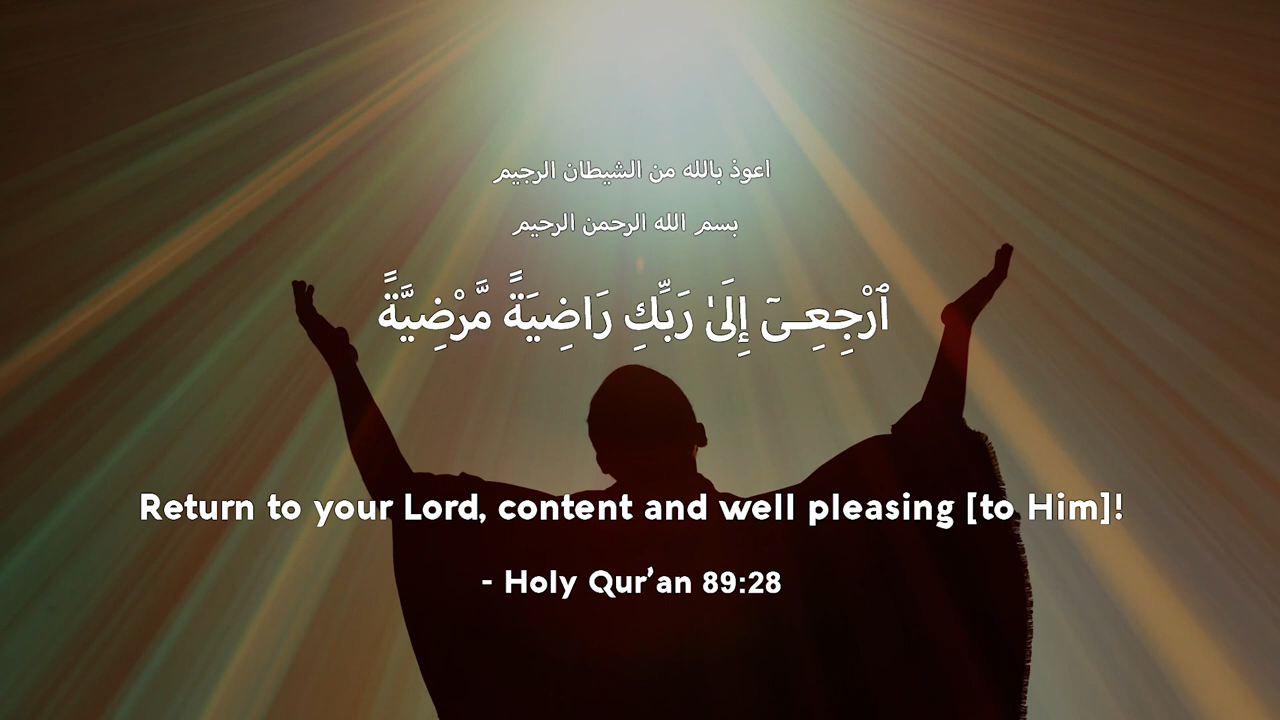 اعوذ بالله من الشيطان الرجيم
بسم الله الرحمن الرحيم
ٱرْجِعِىٓ إِلَىٰ رَبِّكِ رَاضِيَةً مَّرْضِيَّةً
Return to your Lord, content and well pleasing [to Him]!
- Holy Qur’an 89:28